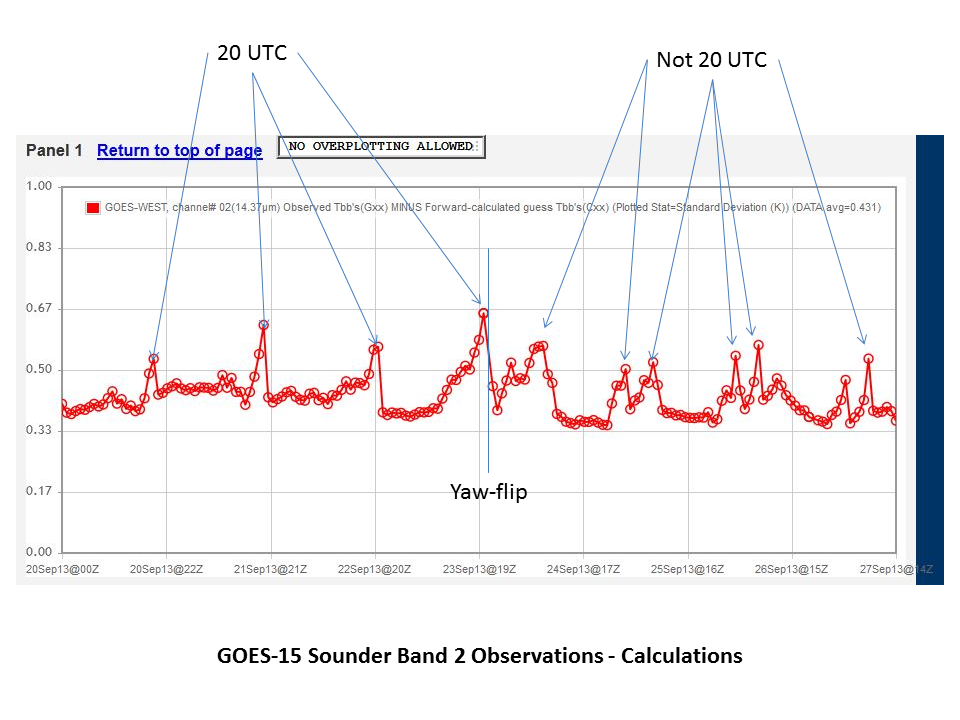 20 UTC
Not 20 UTC
Panel 1 Return to top of page NO OVERPLOTTING ALLOWED
1.00
GOES-WEST, channel# 02(14.37µm) Observed Tbb's(Gxx) MINUS Forward-calculated guess Tbb's(Cxx) (Plotted Stat=Standard Deviation (K)) (DATA avg=0.431)
0.83
0.67
0.50
0.33
Yaw-flip
0.17
0.00
20Sep13@00Z 20Sep13@22Z 21Sep13@21Z 22Sep13@20Z 23Sep13@19Z 24Sep13@17Z 25Sep13@16Z 26Sep13@15Z 27Sep13@14Z
GOES-15 Sounder Band 2 Observations - Calculations